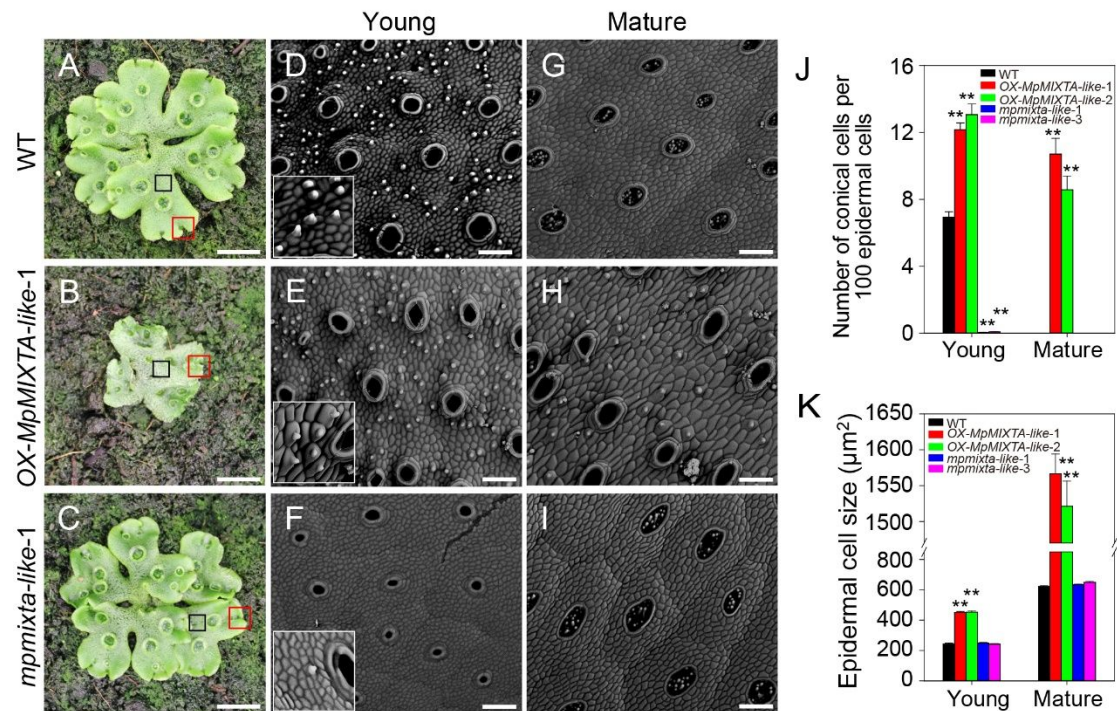 Young
Mature
WT
OX-MpMIXTA-like-1
mpmixta-like-1
A
B
C
D
E
F
G
H
I
J
Number of conical cells per
100 epidermal cells
16
12
8
4
0
WT
OX-MpMIXTA-like-1
OX-MpMIXTA-like-2
mpmixta-like-1
mpmixta-like-3
**
**
**
**
**
**
Young
Mature
K
Epidermal cell size (µm²)
1650
1600
1550
1500
800
600
400
200
0
WT
OX-MpMIXTA-like-1
OX-MpMIXTA-like-2
mpmixta-like-1
mpmixta-like-3
**
**
**
**
Young
Mature